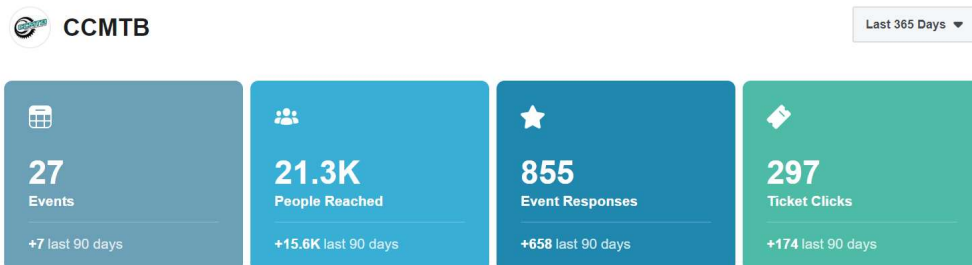 CCMTB
Last 365 Days
27
Events
+7 last 90 days
21.3K
People Reached
+15.6K last 90 days
855
Event Responses
+658 last 90 days
297
Ticket Clicks
+174 last 90 days